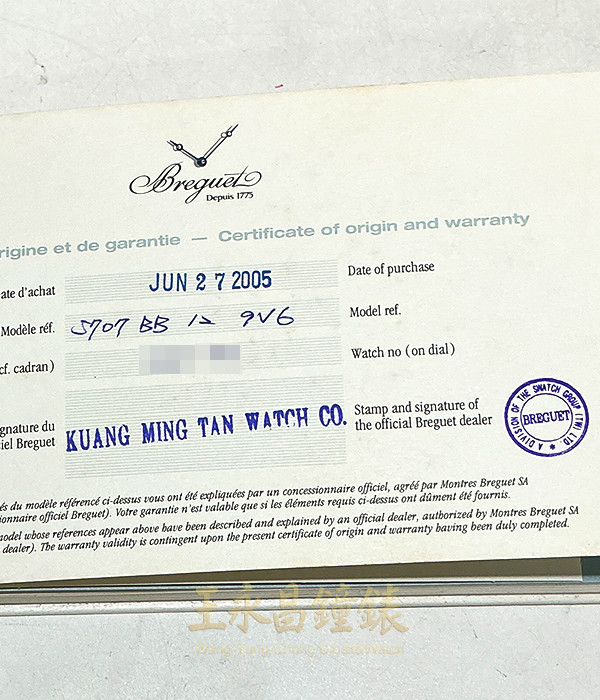 Breguet
Depuis 1775
rigine et de garantie — Certificate of origin and warranty
ate d'achat JUN 27 2005 Date of purchase
Modèle réf. 5707 BB 12 9V6 Model ref.
cf. cadran) Watch no (on dial)
gnature du Stamp and signature of
iel Breguet KUANG MING TAN WATCH CO. the official Breguet dealer
A DIVISION OF THE SWATCH GROUP (TW) LTD.
BREGUET
és du modèle référencé ci-dessus vous ont été expliquées par un concessionnaire officiel, agréé par Montres Breguet SA
ionnaire officiel Breguet). Votre garantie n'est valable que si les éléments requis ci-dessus ont dûment été fournis.
odel whose references appear above have been described and explained by an official dealer, authorized by Montres Breguet SA
dealer). The warranty validity is contingent upon the present certificate of origin and warranty having been duly completed.
王永昌鐘錶